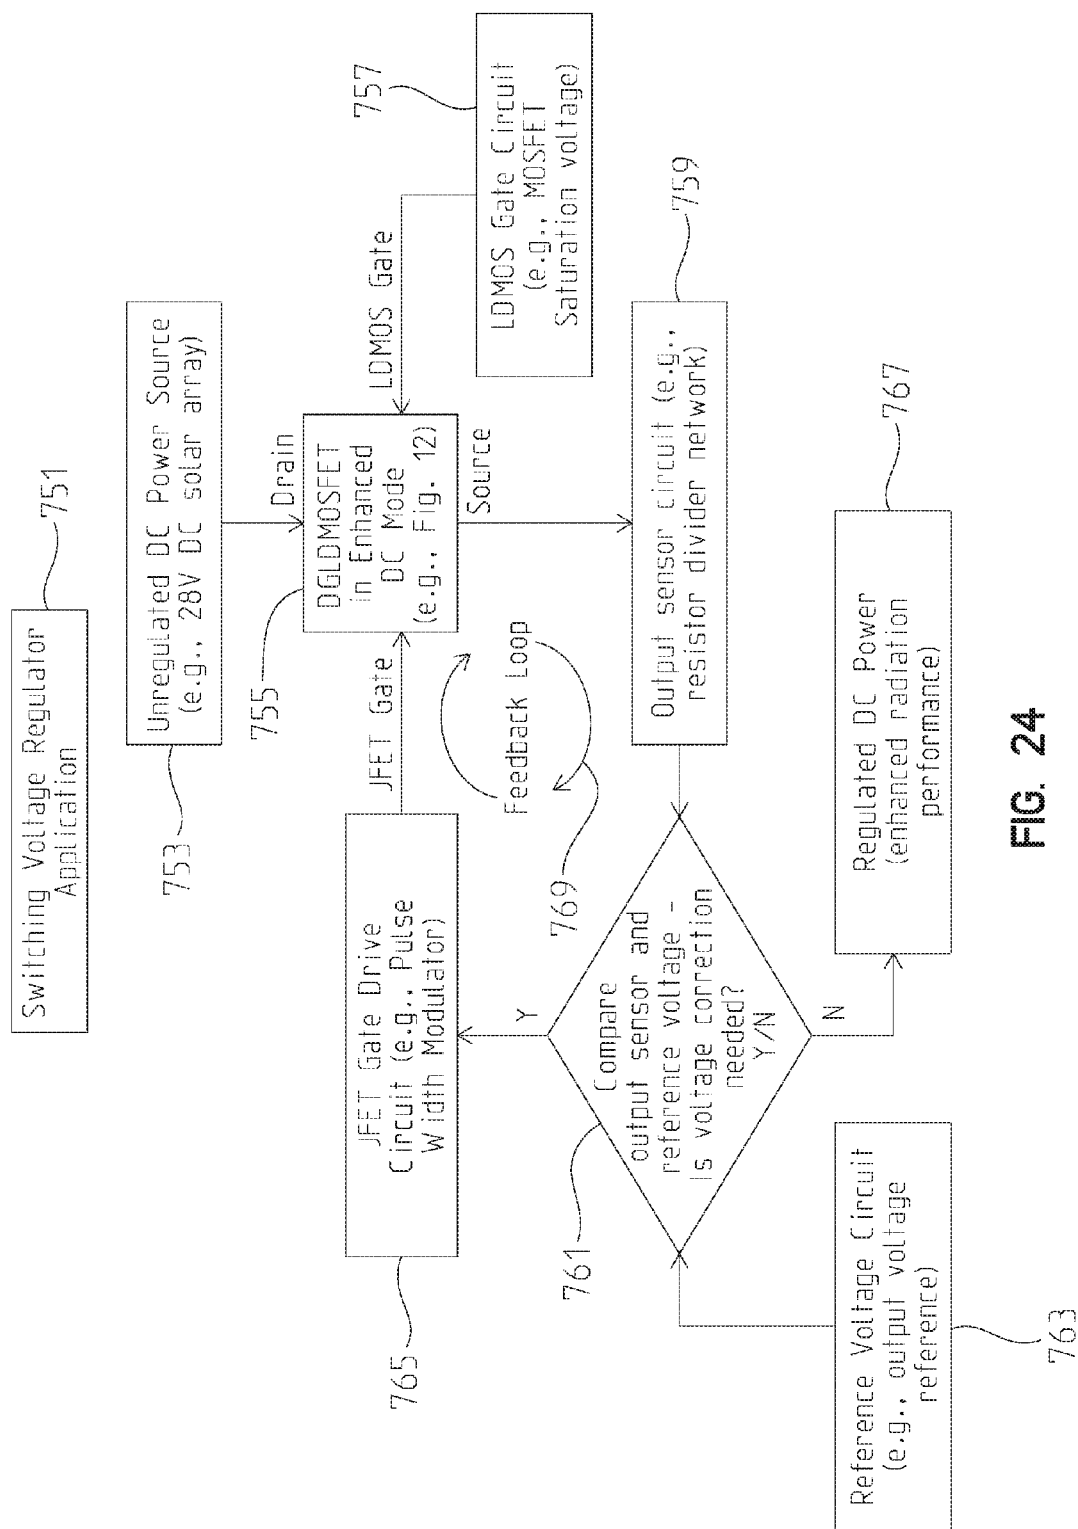 Switching Voltage Regulator
Application
751
Unregulated DC Power Source
(e.g., 28V DC solar array)
753
Drain
755
DGLDMOSFET
in Enhanced
DC Mode
(e.g., Fig. 12)
LDMOS Gate
757
LDMOS Gate Circuit
(e.g., MOSFET
Saturation voltage)
JFET Gate
JFET Gate Drive
Circuit (e.g., Pulse
Width Modulator)
765
Source
Feedback Loop
769
Output sensor circuit (e.g.,
resistor divider network)
759
Compare
output sensor and
reference voltage -
Is voltage correction
needed?
Y/N
761
Y
N
Reference Voltage Circuit
(e.g., output voltage
reference)
763
Regulated DC Power
(enhanced radiation
performance)
767
FIG. 24